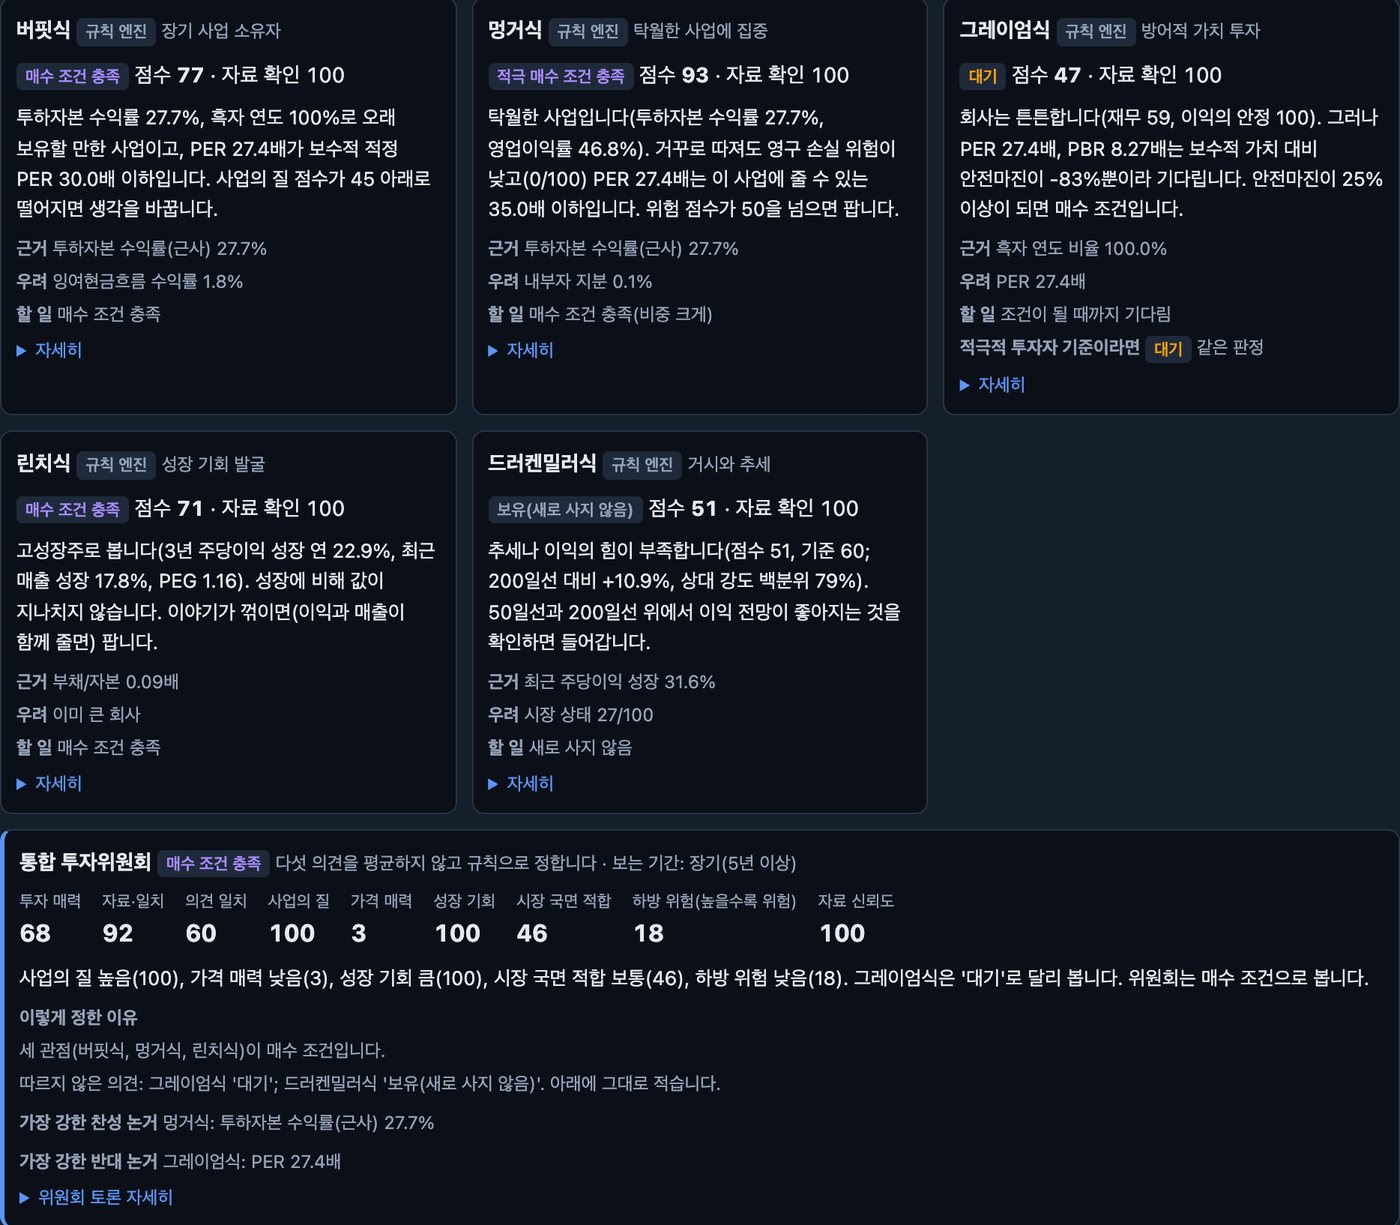 버핏식 규칙 엔진 장기 사업 소유자
매수 조건 충족 점수 77 · 자료 확인 100
투하자본 수익률 27.7%, 흑자 연도 100%로 오래
보유할 만한 사업이고, PER 27.4배가 보수적 적정
PER 30.0배 이하입니다. 사업의 질 점수가 45 아래로
떨어지면 생각을 바꿉니다.
근거 투하자본 수익률(근사) 27.7%
우려 잉여현금흐름 수익률 1.8%
할 일 매수 조건 충족
▶ 자세히
멍거식 규칙 엔진 탁월한 사업에 집중
적극 매수 조건 충족 점수 93 · 자료 확인 100
탁월한 사업입니다(투하자본 수익률 27.7%,
영업이익률 46.8%). 거꾸로 따져도 영구 손실 위험이
낮고(0/100) PER 27.4배는 이 사업에 줄 수 있는
35.0배 이하입니다. 위험 점수가 50을 넘으면 팝니다.
근거 투하자본 수익률(근사) 27.7%
우려 내부자 지분 0.1%
할 일 매수 조건 충족(비중 크게)
▶ 자세히
그레이엄식 규칙 엔진 방어적 가치 투자
대기 점수 47 · 자료 확인 100
회사는 튼튼합니다(재무 59, 이익의 안정 100). 그러나
PER 27.4배, PBR 8.27배는 보수적 가치 대비
안전마진이 -83%뿐이라 기다립니다. 안전마진이 25%
이상이 되면 매수 조건입니다.
근거 흑자 연도 비율 100.0%
우려 PER 27.4배
할 일 조건이 될 때까지 기다림
적극적 투자자 기준이라면 대기 같은 판정
▶ 자세히
린치식 규칙 엔진 성장 기회 발굴
매수 조건 충족 점수 71 · 자료 확인 100
고성장주로 봅니다(3년 주당이익 성장 연 22.9%, 최근
매출 성장 17.8%, PEG 1.16). 성장에 비해 값이
지나치지 않습니다. 이야기가 꺾이면(이익과 매출이
함께 줄면) 팝니다.
근거 부채/자본 0.09배
우려 이미 큰 회사
할 일 매수 조건 충족
▶ 자세히
드러켄밀러식 규칙 엔진 거시와 추세
보유(새로 사지 않음) 점수 51 · 자료 확인 100
추세나 이익의 힘이 부족합니다(점수 51, 기준 60;
200일선 대비 +10.9%, 상대 강도 백분위 79%).
50일선과 200일선 위에서 이익 전망이 좋아지는 것을
확인하면 들어갑니다.
근거 최근 주당이익 성장 31.6%
우려 시장 상태 27/100
할 일 새로 사지 않음
▶ 자세히
통합 투자위원회 매수 조건 충족 다섯 의견을 평균하지 않고 규칙으로 정합니다 · 보는 기간: 장기(5년 이상)
투자 매력 자료·일치 의견 일치 사업의 질 가격 매력 성장 기회 시장 국면 적합 하방 위험(높을수록 위험) 자료 신뢰도
68 92 60 100 3 100 46 18 100
사업의 질 높음(100), 가격 매력 낮음(3), 성장 기회 큼(100), 시장 국면 적합 보통(46), 하방 위험 낮음(18). 그레이엄식은 '대기'로 달리 봅니다. 위원회는 매수 조건으로 봅니다.
이렇게 정한 이유
세 관점(버핏식, 멍거식, 린치식)이 매수 조건입니다.
따르지 않은 의견: 그레이엄식 '대기'; 드러켄밀러식 '보유(새로 사지 않음)'. 아래에 그대로 적습니다.
가장 강한 찬성 논거 멍거식: 투하자본 수익률(근사) 27.7%
가장 강한 반대 논거 그레이엄식: PER 27.4배
▶ 위원회 토론 자세히